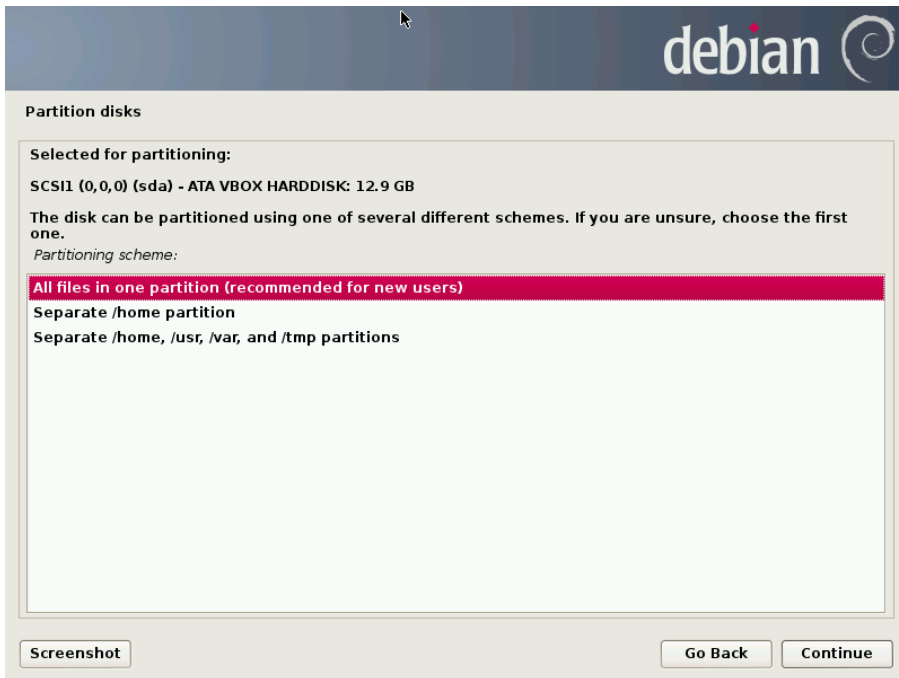 debian
Partition disks
Selected for partitioning:
SCSI1 (0,0,0) (sda) - ATA VBOX HARDDISK: 12.9 GB
The disk can be partitioned using one of several different schemes. If you are unsure, choose the first
one.
Partitioning scheme:
All files in one partition (recommended for new users)
Separate /home partition
Separate /home, /usr, /var, and /tmp partitions
Screenshot
Go Back
Continue